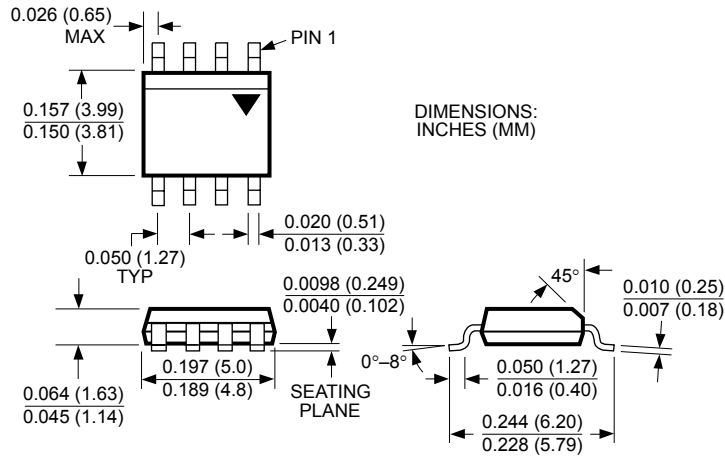 0.026 (0.65)
MAX
PIN 1
0.157 (3.99)
0.150 (3.81)
DIMENSIONS:
INCHES (MM)
0.050 (1.27)
TYP
0.020 (0.51)
0.013 (0.33)
0.0098 (0.249)
0.0040 (0.102)
45°
0.010 (0.25)
0.007 (0.18)
0°–8°
0.064 (1.63)
0.045 (1.14)
0.197 (5.0)
0.189 (4.8)
SEATING
PLANE
0.050 (1.27)
0.016 (0.40)
0.244 (6.20)
0.228 (5.79)